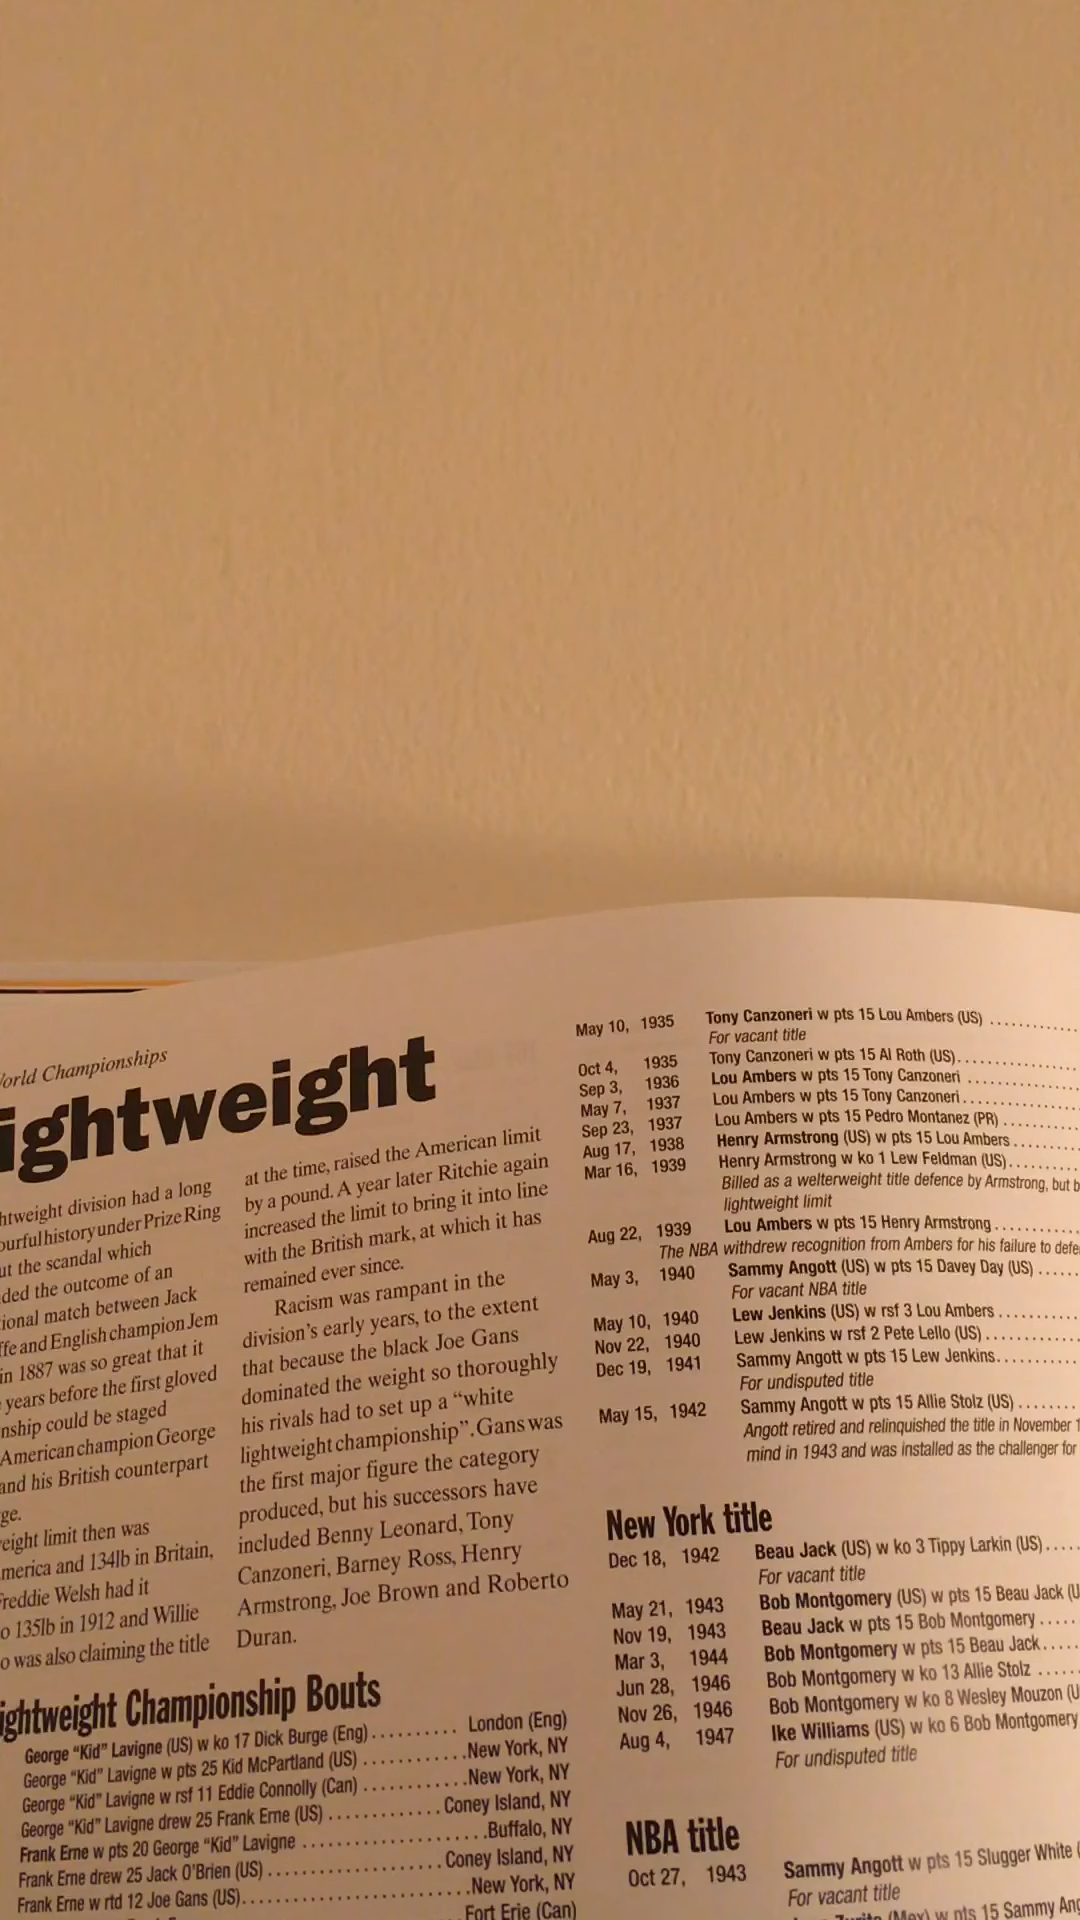 World Championships
ightweight
htweight division had a long
ourful history under Prize Ring
ut the scandal which
ded the outcome of an
ional match between Jack
ffe and English champion Jem
in 1887 was so great that it
years before the first gloved
nship could be staged
American champion George
and his British counterpart
ge.
eight limit then was
merica and 134lb in Britain,
Freddie Welsh had it
o 135lb in 1912 and Willie
o was also claiming the title
at the time, raised the American limit
by a pound. A year later Ritchie again
increased the limit to bring it into line
with the British mark, at which it has
remained ever since.
Racism was rampant in the
division's early years, to the extent
that because the black Joe Gans
dominated the weight so thoroughly
his rivals had to set up a “white
lightweight championship”. Gans was
the first major figure the category
produced, but his successors have
included Benny Leonard, Tony
Canzoneri, Barney Ross, Henry
Armstrong, Joe Brown and Roberto
Duran.
ightweight Championship Bouts
George “Kid” Lavigne (US) w ko 17 Dick Burge (Eng).......... London (Eng)
George “Kid” Lavigne w pts 25 Kid McPartland (US) ............New York, NY
George “Kid” Lavigne w rsf 11 Eddie Connolly (Can) ............New York, NY
George “Kid” Lavigne drew 25 Frank Erne (US) ............ Coney Island, NY
Frank Erne w pts 20 George “Kid” Lavigne ....................Buffalo, NY
Frank Erne drew 25 Jack O'Brien (US) .................. Coney Island, NY
Frank Erne w rtd 12 Joe Gans (US)........................New York, NY
Fort Erie (Can)
May 10, 1935 Tony Canzoneri w pts 15 Lou Ambers (US) ............
For vacant title
Oct 4, 1935 Tony Canzoneri w pts 15 Al Roth (US)................
Sep 3, 1936 Lou Ambers w pts 15 Tony Canzoneri ................
May 7, 1937 Lou Ambers w pts 15 Tony Canzoneri................
Sep 23, 1937 Lou Ambers w pts 15 Pedro Montanez (PR) ..........
Aug 17, 1938 Henry Armstrong (US) w pts 15 Lou Ambers .........
Mar 16, 1939 Henry Armstrong w ko 1 Lew Feldman (US)..........
Billed as a welterweight title defence by Armstrong, but b
lightweight limit
Aug 22, 1939 Lou Ambers w pts 15 Henry Armstrong............
The NBA withdrew recognition from Ambers for his failure to defe
May 3, 1940 Sammy Angott (US) w pts 15 Davey Day (US) .....
For vacant NBA title
May 10, 1940 Lew Jenkins (US) w rsf 3 Lou Ambers ..........
Nov 22, 1940 Lew Jenkins w rsf 2 Pete Lello (US)............
Dec 19, 1941 Sammy Angott w pts 15 Lew Jenkins...........
For undisputed title
May 15, 1942 Sammy Angott w pts 15 Allie Stolz (US) ........
Angott retired and relinquished the title in November 1
mind in 1943 and was installed as the challenger for
New York title
Dec 18, 1942 Beau Jack (US) w ko 3 Tippy Larkin (US).....
For vacant title
May 21, 1943 Bob Montgomery (US) w pts 15 Beau Jack (U
Nov 19, 1943 Beau Jack w pts 15 Bob Montgomery .....
Mar 3, 1944 Bob Montgomery w pts 15 Beau Jack.....
Jun 28, 1946 Bob Montgomery w ko 13 Allie Stolz .....
Nov 26, 1946 Bob Montgomery w ko 8 Wesley Mouzon (U
Aug 4, 1947 Ike Williams (US) w ko 6 Bob Montgomery
For undisputed title
NBA title
Oct 27, 1943 Sammy Angott w pts 15 Slugger White (
For vacant title
(Mex) w pts 15 Sammy Ang